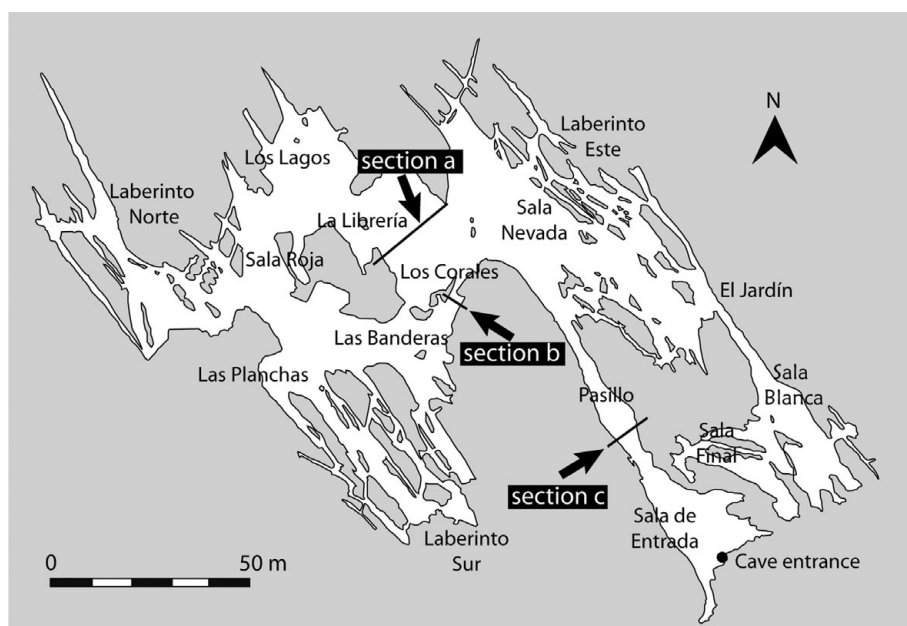 N
Laberinto
Este
Los Lagos
section a
Laberinto
Norte
La Librería
Sala
Nevada
Sala Roja
Los Corales
El Jardín
Las Banderas
section b
Las Planchas
Sala
Blanca
Pasillo
Sala
Final
section c
Sala de
Entrada
Laberinto
Sur
Cave entrance
0 50 m